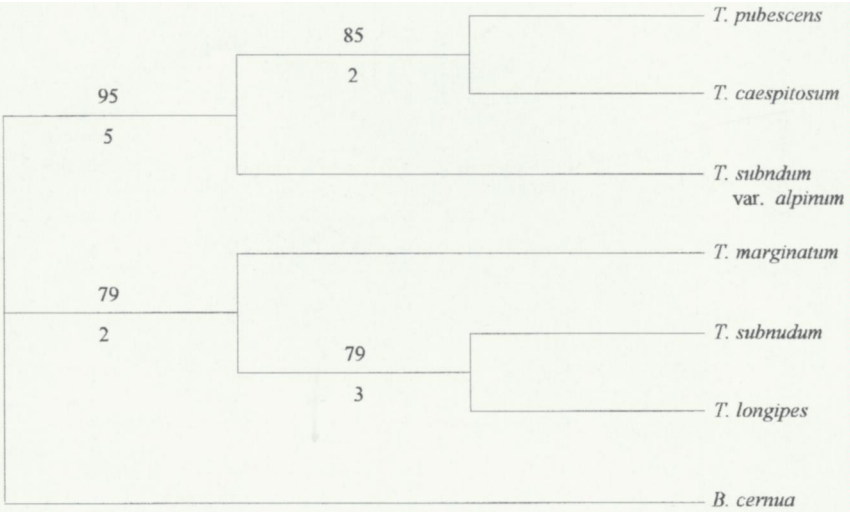 T. pubescens
85
2
T. caespitosum
95
5
T. subndum
var. alpinum
T. marginatum
79
2
T. subnudum
79
3
T. longipes
B. cernua